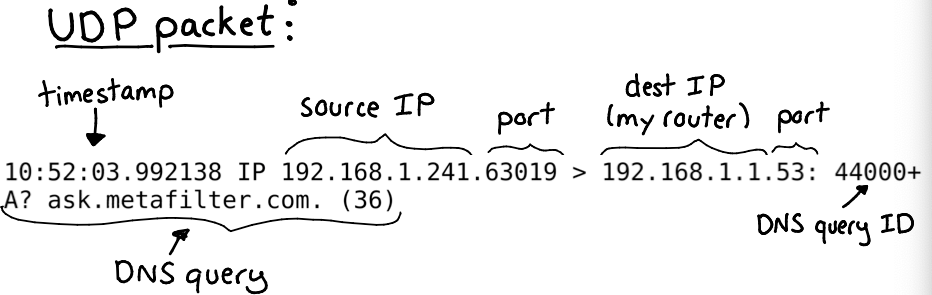 UDP packet:
timestamp
source IP
port
dest IP
(my router)
port
10:52:03.992138 IP 192.168.1.241.63019 > 192.168.1.1.53: 44000+
A? ask.metafilter.com. (36)
DNS query ID
DNS query